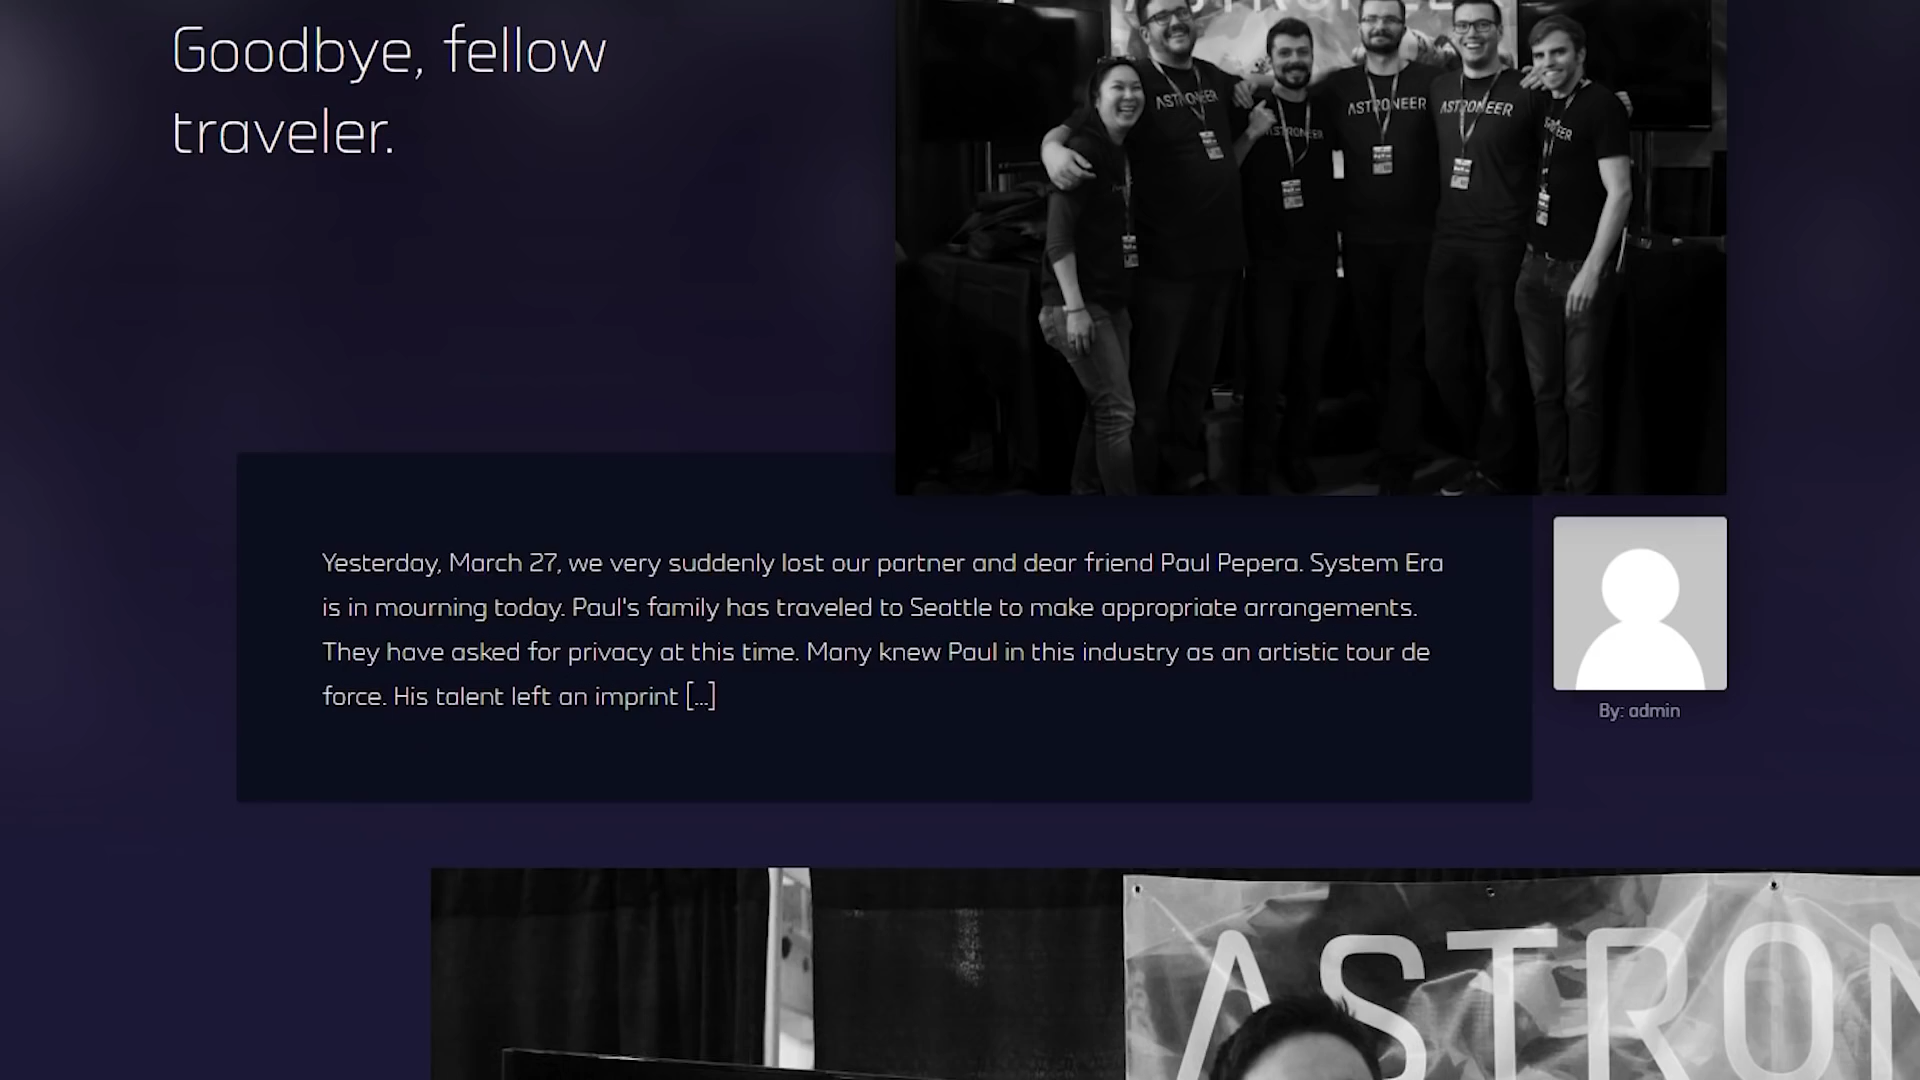 Goodbye, fellow
traveler.
ASTRONEER
ASTRONEER
ASTRONEER
ASTRONEER
ASTRONEER
Yesterday, March 27, we very suddenly lost our partner and dear friend Paul Pepera. System Era
is in mourning today. Paul's family has traveled to Seattle to make appropriate arrangements.
They have asked for privacy at this time. Many knew Paul in this industry as an artistic tour de
force. His talent left an imprint [...]
By: admin
ASTRON